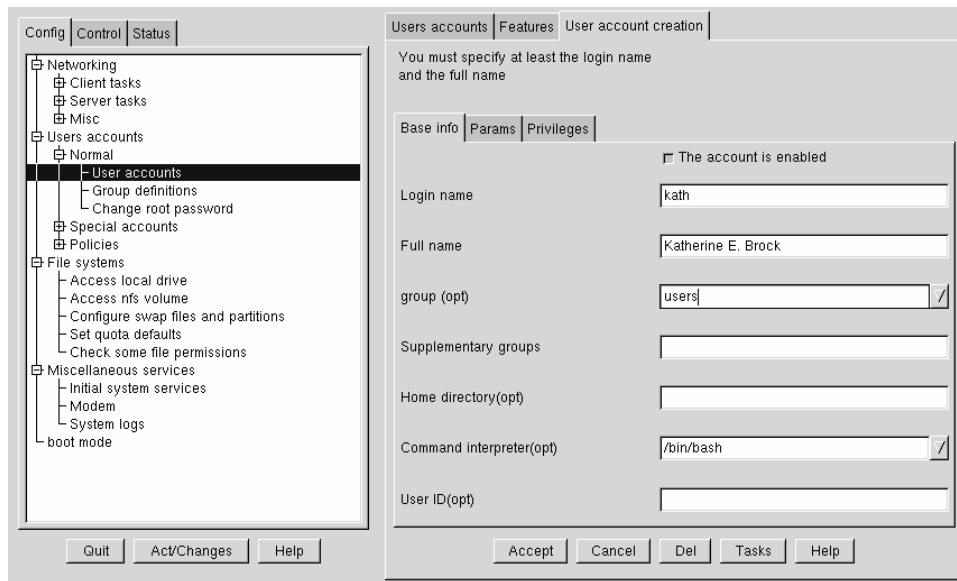 Config Control Status
Networking
Client tasks
Server tasks
Misc
Users accounts
Normal
User accounts
Group definitions
Change root password
Special accounts
Policies
File systems
Access local drive
Access nfs volume
Configure swap files and partitions
Set quota defaults
Check some file permissions
Miscellaneous services
Initial system services
Modem
System logs
boot mode
Quit Act/Changes Help
Users accounts Features User account creation
You must specify at least the login name
and the full name
Base info Params Privileges
The account is enabled
Login name kath
Full name Katherine E. Brock
group (opt) users
Supplementary groups
Home directory(opt)
Command interpreter(opt) /bin/bash
User ID(opt)
Accept Cancel Del Tasks Help